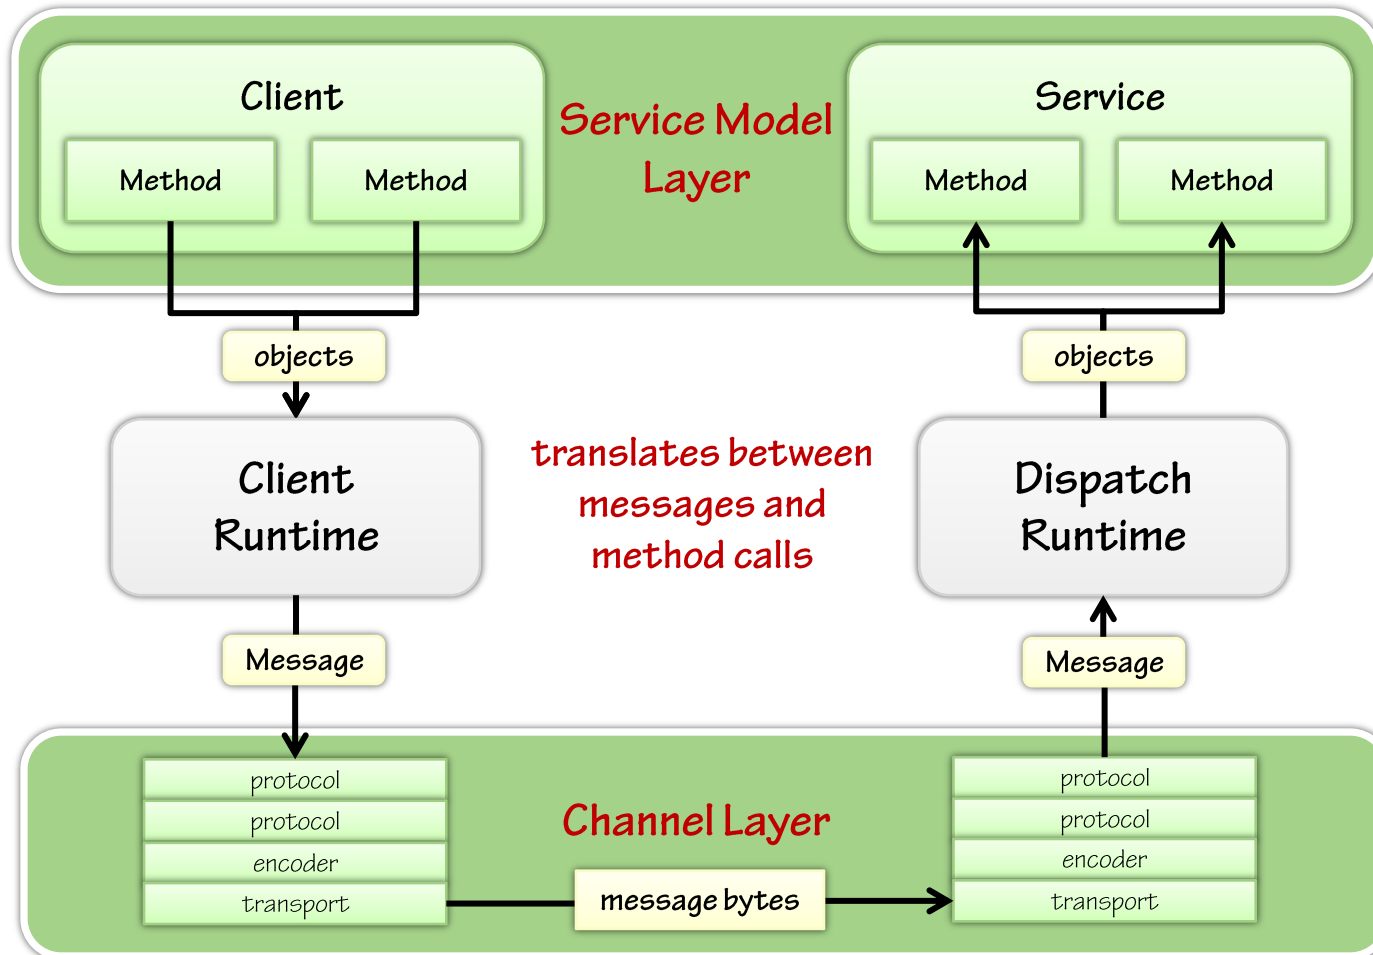 Client
Service
Service Model
Layer
Method
Method
Method
Method
objects
objects
Client
Runtime
translates between
messages and
method calls
Dispatch
Runtime
Message
Message
Channel Layer
protocol
protocol
encoder
transport
message bytes
protocol
protocol
encoder
transport